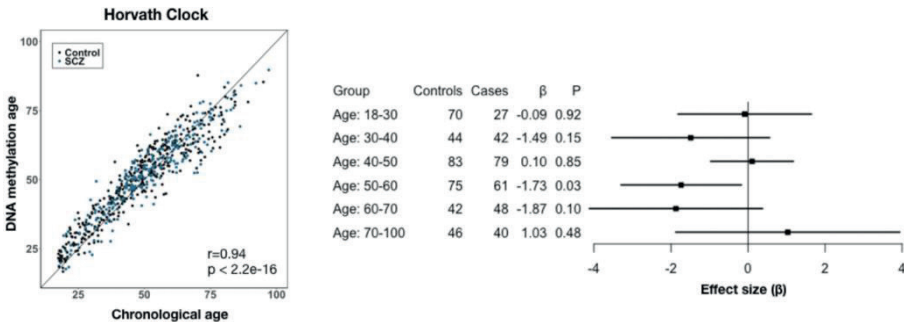 Horvath Clock
100
75
50
25
Control
SCZ
DNA methylation age
r=0.94
p < 2.2e-16
25 50 75 100
Chronological age
Group Controls Cases β P
Age: 18-30 70 27 -0.09 0.92
Age: 30-40 44 42 -1.49 0.15
Age: 40-50 83 79 0.10 0.85
Age: 50-60 75 61 -1.73 0.03
Age: 60-70 42 48 -1.87 0.10
Age: 70-100 46 40 1.03 0.48
-4 -2 0 2 4
Effect size (β)